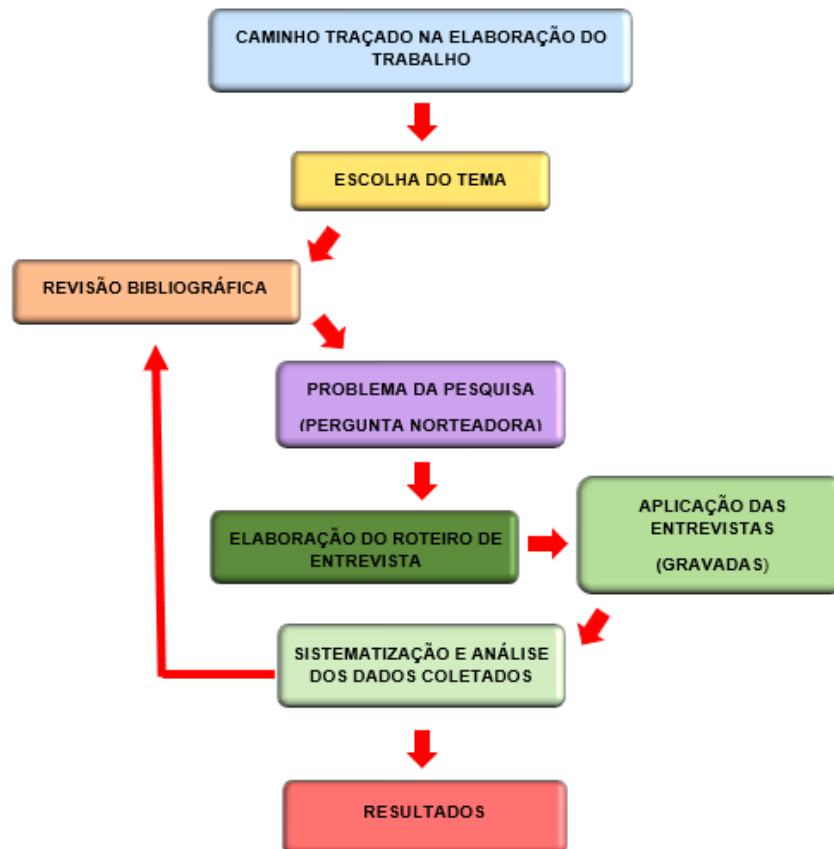 CAMINHO TRAÇADO NA ELABORAÇÃO DO
TRABALHO
ESCOLHA DO TEMA
REVISÃO BIBLIOGRÁFICA
PROBLEMA DA PESQUISA
(PERGUNTA NORTEADORA)
ELABORAÇÃO DO ROTEIRO DE
ENTREVISTA
APLICAÇÃO DAS
ENTREVISTAS
(GRAVADAS)
SISTEMATIZAÇÃO E ANÁLISE
DOS DADOS COLETADOS
RESULTADOS